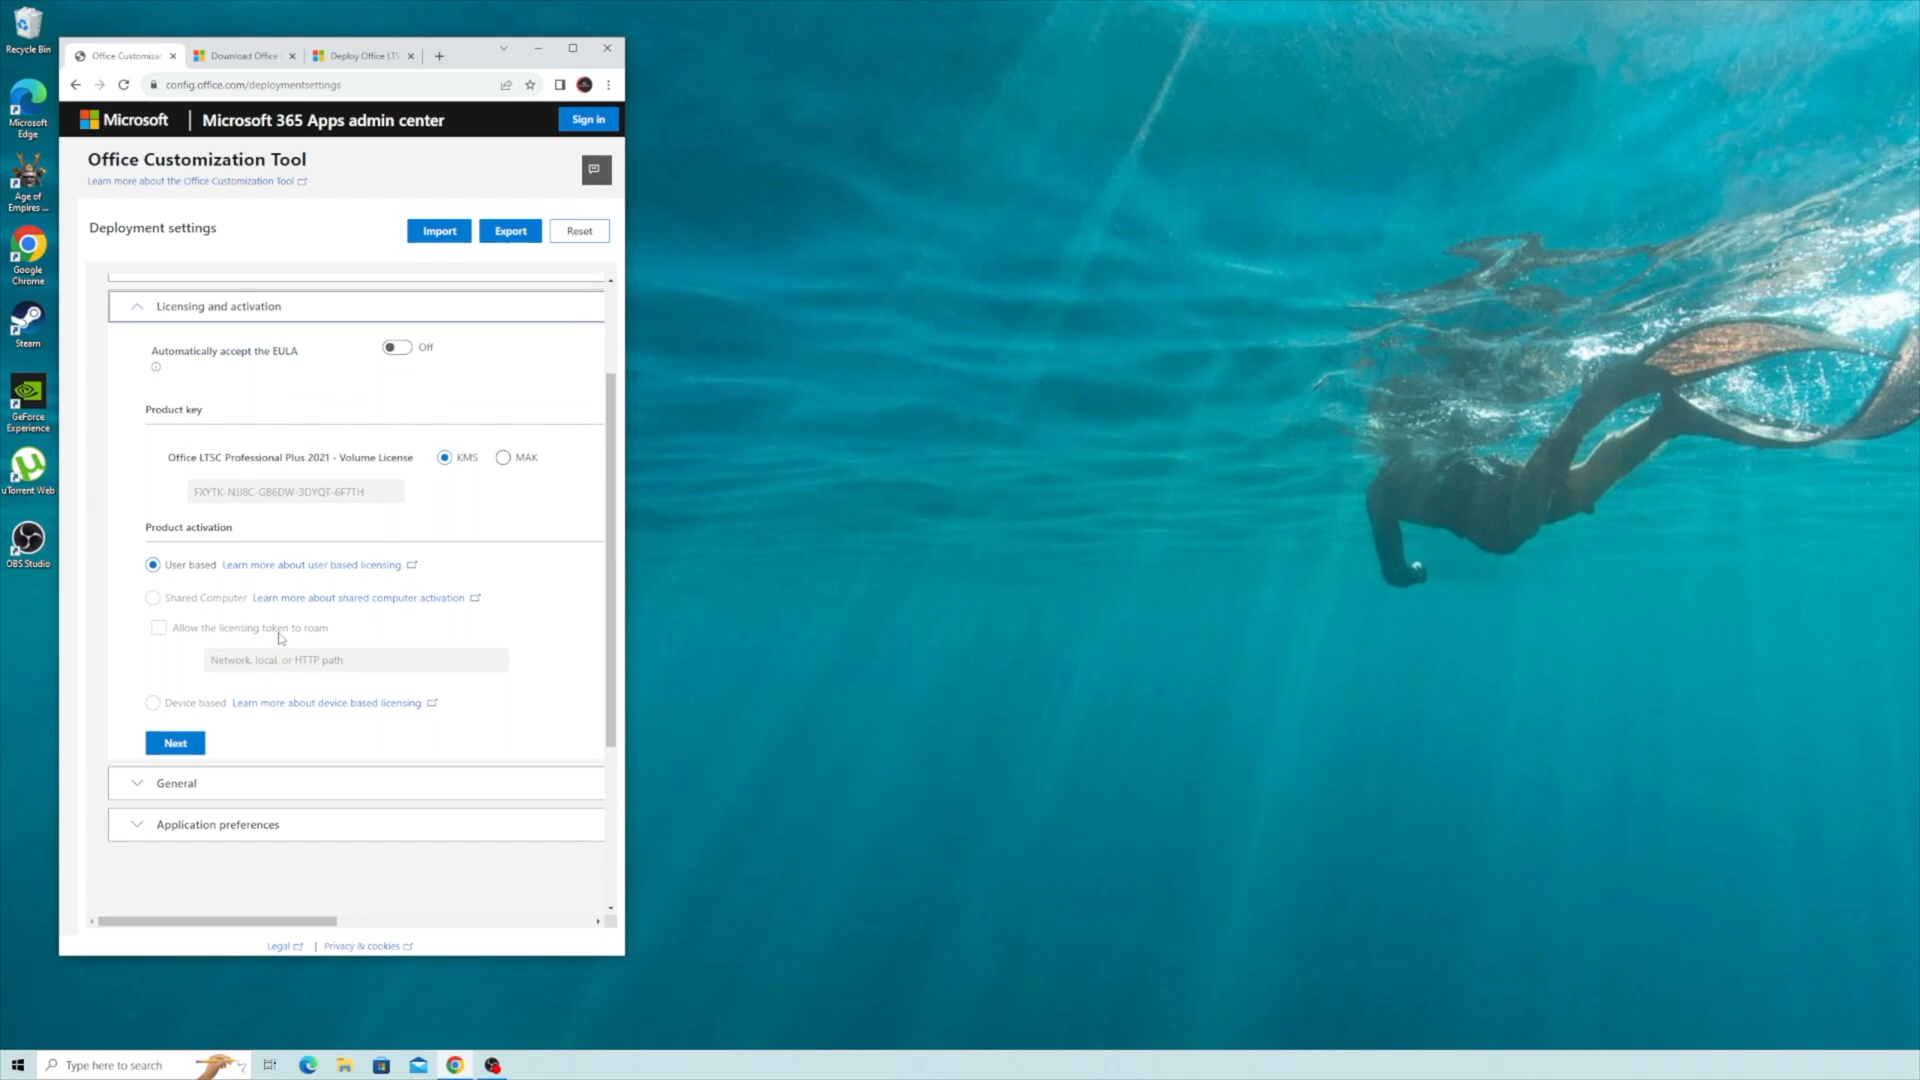 Recycle Bin
Microsoft
Edge
Age of
Empires ...
Google
Chrome
Steam
GeForce
Experience
uTorrent Web
OBS Studio
Office Customiza
Download Office
Deploy Office LTS
config.office.com/deploymentsettings
Microsoft | Microsoft 365 Apps admin center
Sign in
Office Customization Tool
Learn more about the Office Customization Tool
Deployment settings
Import
Export
Reset
Licensing and activation
Automatically accept the EULA
Off
Product key
Office LTSC Professional Plus 2021 - Volume License
KMS
MAK
FXYTK-NJJ8C-GB6DW-3DYQT-6F7TH
Product activation
User based Learn more about user based licensing
Shared Computer Learn more about shared computer activation
Allow the licensing token to roam
Network, local, or HTTP path
Device based Learn more about device based licensing
Next
General
Application preferences
Legal | Privacy & cookies
Type here to search